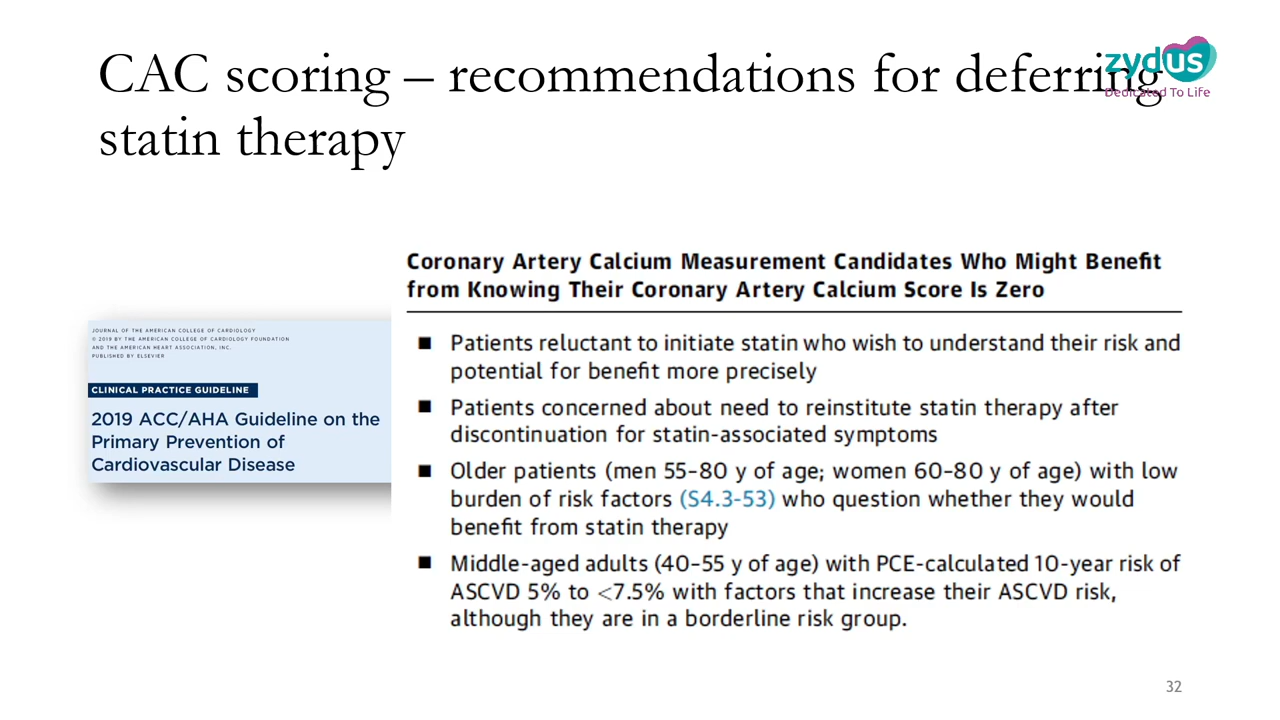 CAC scoring – recommendations for deferring
statin therapy
zydus
Dedicated To Life
JOURNAL OF THE AMERICAN COLLEGE OF CARDIOLOGY
© 2019 BY THE AMERICAN COLLEGE OF CARDIOLOGY FOUNDATION
AND THE AMERICAN HEART ASSOCIATION, INC.
PUBLISHED BY ELSEVIER
CLINICAL PRACTICE GUIDELINE
2019 ACC/AHA Guideline on the
Primary Prevention of
Cardiovascular Disease
Coronary Artery Calcium Measurement Candidates Who Might Benefit
from Knowing Their Coronary Artery Calcium Score Is Zero
■ Patients reluctant to initiate statin who wish to understand their risk and
potential for benefit more precisely
■ Patients concerned about need to reinstitute statin therapy after
discontinuation for statin-associated symptoms
■ Older patients (men 55–80 y of age; women 60–80 y of age) with low
burden of risk factors (S4.3-53) who question whether they would
benefit from statin therapy
■ Middle-aged adults (40–55 y of age) with PCE-calculated 10-year risk of
ASCVD 5% to <7.5% with factors that increase their ASCVD risk,
although they are in a borderline risk group.
32